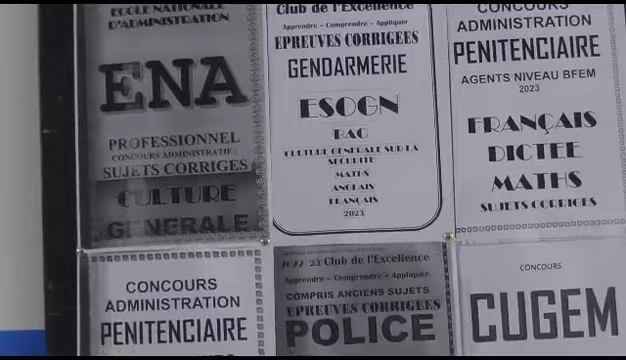 ECOLE NATIONALE
D'ADMINISTRATION
ENA
PROFESSIONNEL
CONCOURS ADMINISTRATIF:
SUJETS CORRIGES
CULTURE
GENERALE
Club de l'Excellence
Apprendre - Comprendre - Appliquer
EPREUVES CORRIGÉES
GENDARMERIE
ESOGN
BAC
CULTURE GENERALE SUR LA
SECURITE
MATHS
ANGLAIS
FRANÇAIS
2023
CONCOURS
ADMINISTRATION
PENITENCIAIRE
AGENTS NIVEAU BFEM
2023
FRANÇAIS
DICTEE
MATHS
SUJETS CORRIGES
CONCOURS
ADMINISTRATION
PENITENCIAIRE
2022-23 Club de l'Excellence
Apprendre - Comprendre - Appliquer
COMPRIS ANCIENS SUJETS
EPREUVES CORRIGÉES
POLICE
CONCOURS
CUGEM